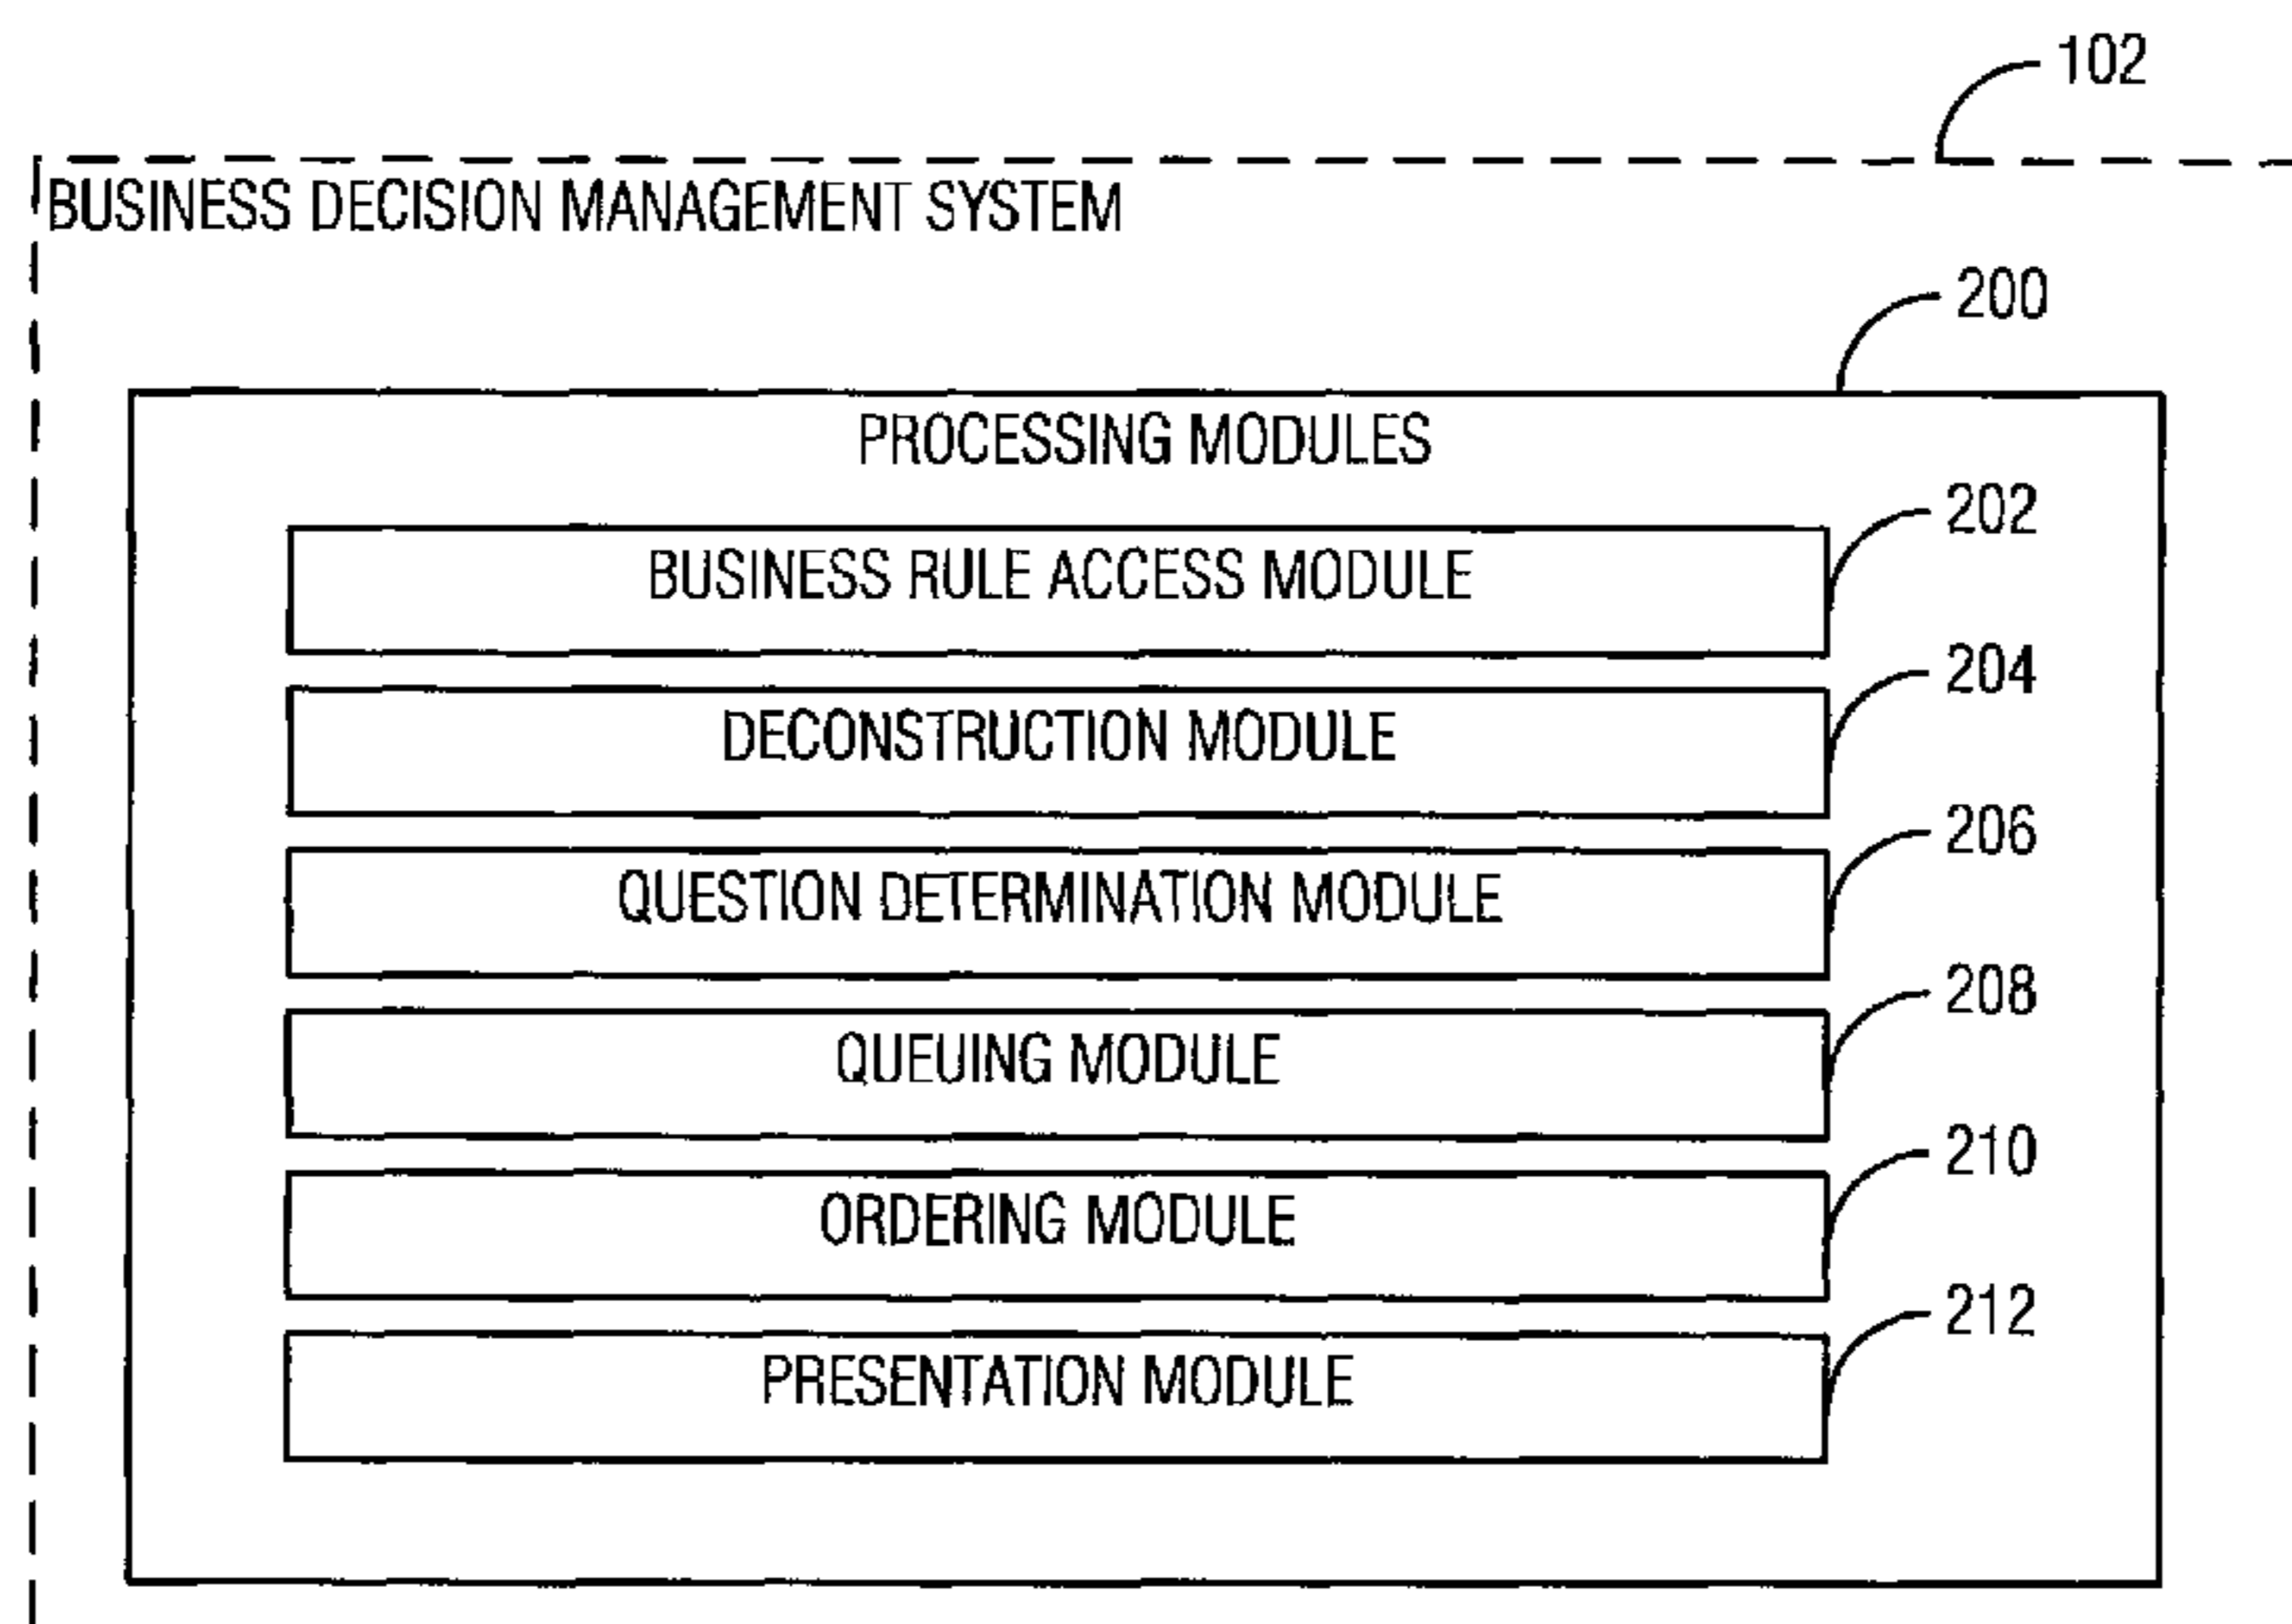 102
BUSINESS DECISION MANAGEMENT SYSTEM
200
PROCESSING MODULES
202
BUSINESS RULE ACCESS MODULE
204
DECONSTRUCTION MODULE
206
QUESTION DETERMINATION MODULE
208
QUEUING MODULE
210
ORDERING MODULE
212
PRESENTATION MODULE